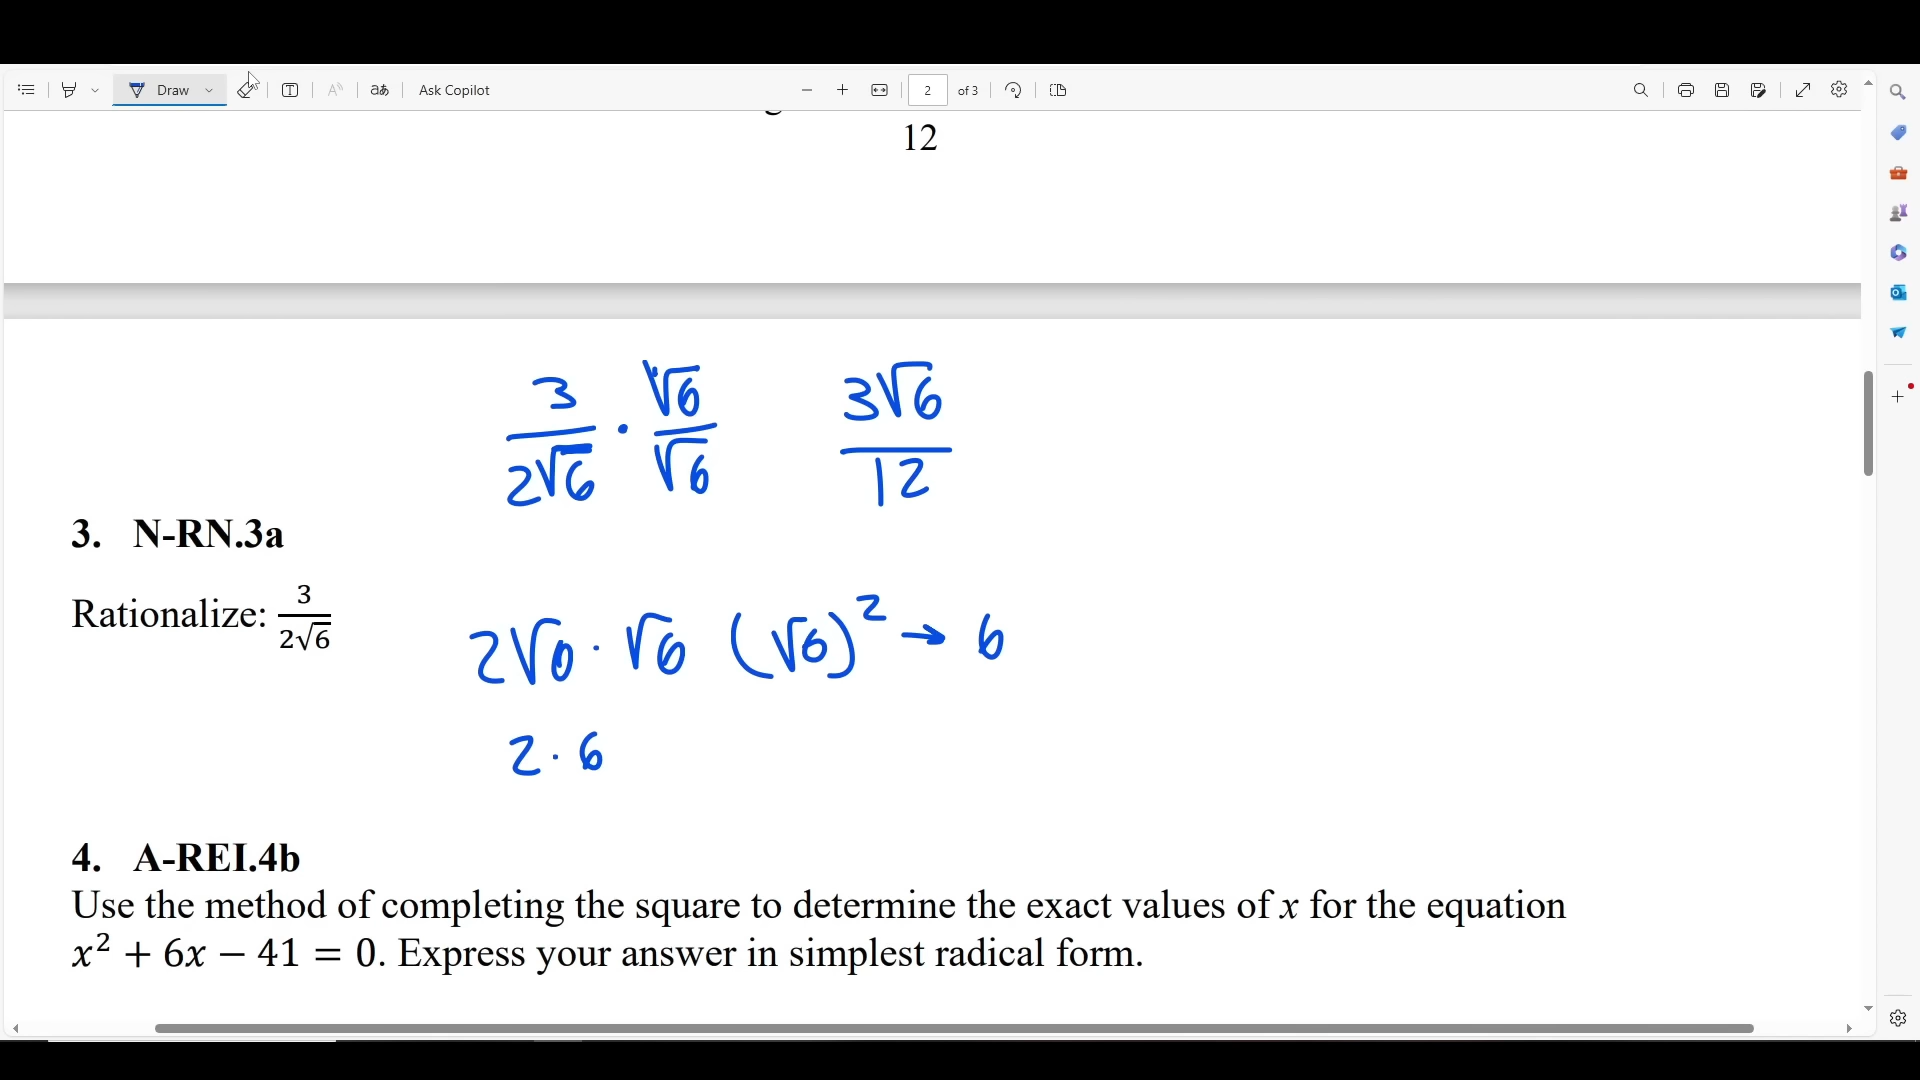 Draw
Ask Copilot
2 of 3
12
3/(2√6) · √6/√6    3√6/12
3. N-RN.3a
Rationalize: 3/(2√6)
2√6 · √6 (√6)² → 6
2 · 6
4. A-REI.4b
Use the method of completing the square to determine the exact values of x for the equation
x² + 6x − 41 = 0. Express your answer in simplest radical form.